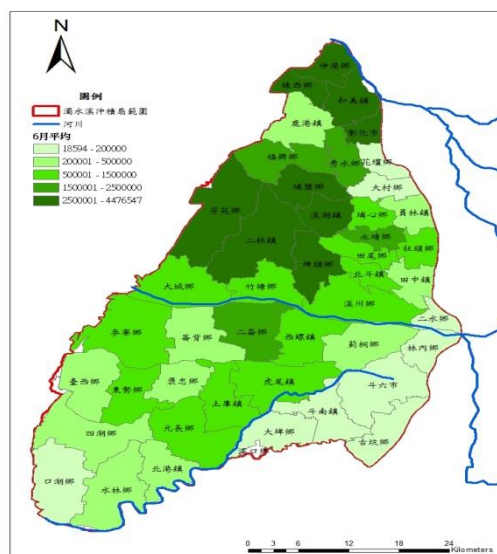 N
圖例
濁水溪沖積扇範圍
河川
6月平均
18594 - 200000
200001 - 500000
500001 - 1500000
1500001 - 2500000
2500001 - 4476547
伸港鄉
線西鄉
和美鎮
鹿港鎮
彰化市
福興鄉
秀水鄉
花壇鄉
大村鄉
埔鹽鄉
芳苑鄉
溪湖鎮
埔心鄉
員林鎮
永靖鄉
二林鎮
社頭鄉
埤頭鄉
田尾鄉
北斗鎮
田中鎮
大城鄉
竹塘鄉
溪州鄉
二水鄉
麥寮鄉
崙背鄉
二崙鄉
西螺鎮
莿桐鄉
林內鄉
臺西鄉
東勢鄉
褒忠鄉
虎尾鎮
斗六市
土庫鎮
斗南鎮
四湖鄉
元長鄉
大埤鄉
古坑鄉
溪口鄉
口湖鄉
水林鄉
北港鎮
0 3 6 12 18 24
Kilometers